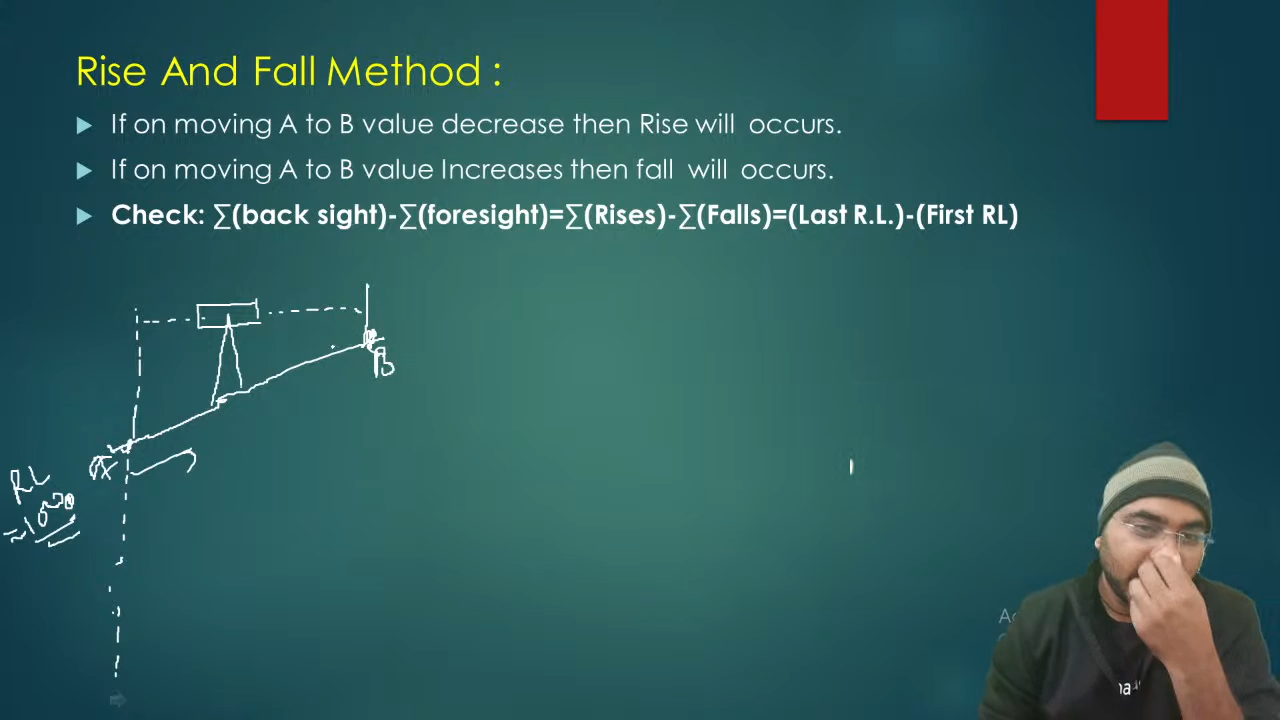 Rise And Fall Method :
If on moving A to B value decrease then Rise will occurs.
If on moving A to B value Increases then fall will occurs.
Check: ∑(back sight)-∑(foresight)=∑(Rises)-∑(Falls)=(Last R.L.)-(First RL)
B
RL